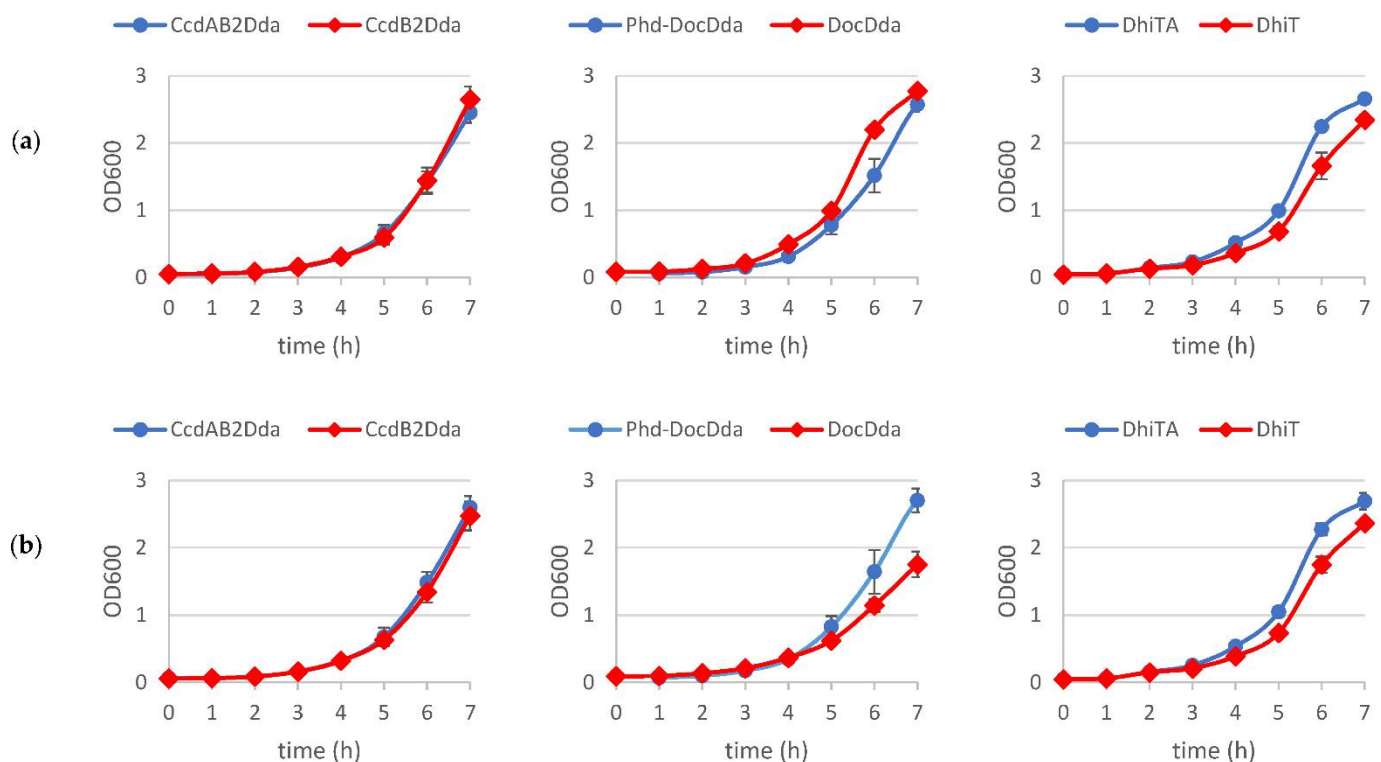 CcdAB2Dda CcdB2Dda Phd-DocDda DocDda DhiTA DhiT
(a)
OD600 OD600 OD600
3 3 3
2 2 2
1 1 1
0 0 0
0 1 2 3 4 5 6 7 0 1 2 3 4 5 6 7 0 1 2 3 4 5 6 7
time (h) time (h) time (h)
CcdAB2Dda CcdB2Dda Phd-DocDda DocDda DhiTA DhiT
(b)
OD600 OD600 OD600
3 3 3
2 2 2
1 1 1
0 0 0
0 1 2 3 4 5 6 7 0 1 2 3 4 5 6 7 0 1 2 3 4 5 6 7
time (h) time (h) time (h)